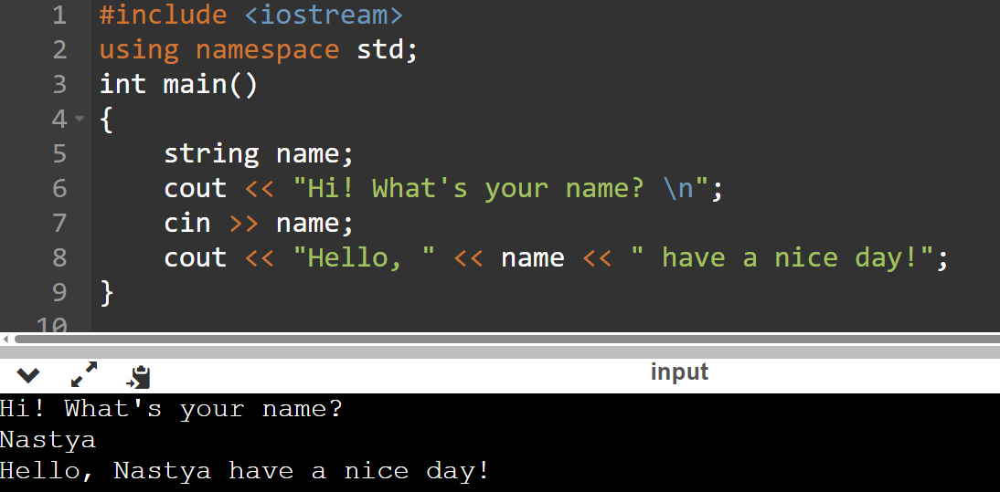 1 #include <iostream>
2 using namespace std;
3 int main()
4 {
5     string name;
6     cout << "Hi! What's your name? \n";
7     cin >> name;
8     cout << "Hello, " << name << " have a nice day!";
9 }
10
input
Hi! What's your name?
Nastya
Hello, Nastya have a nice day!